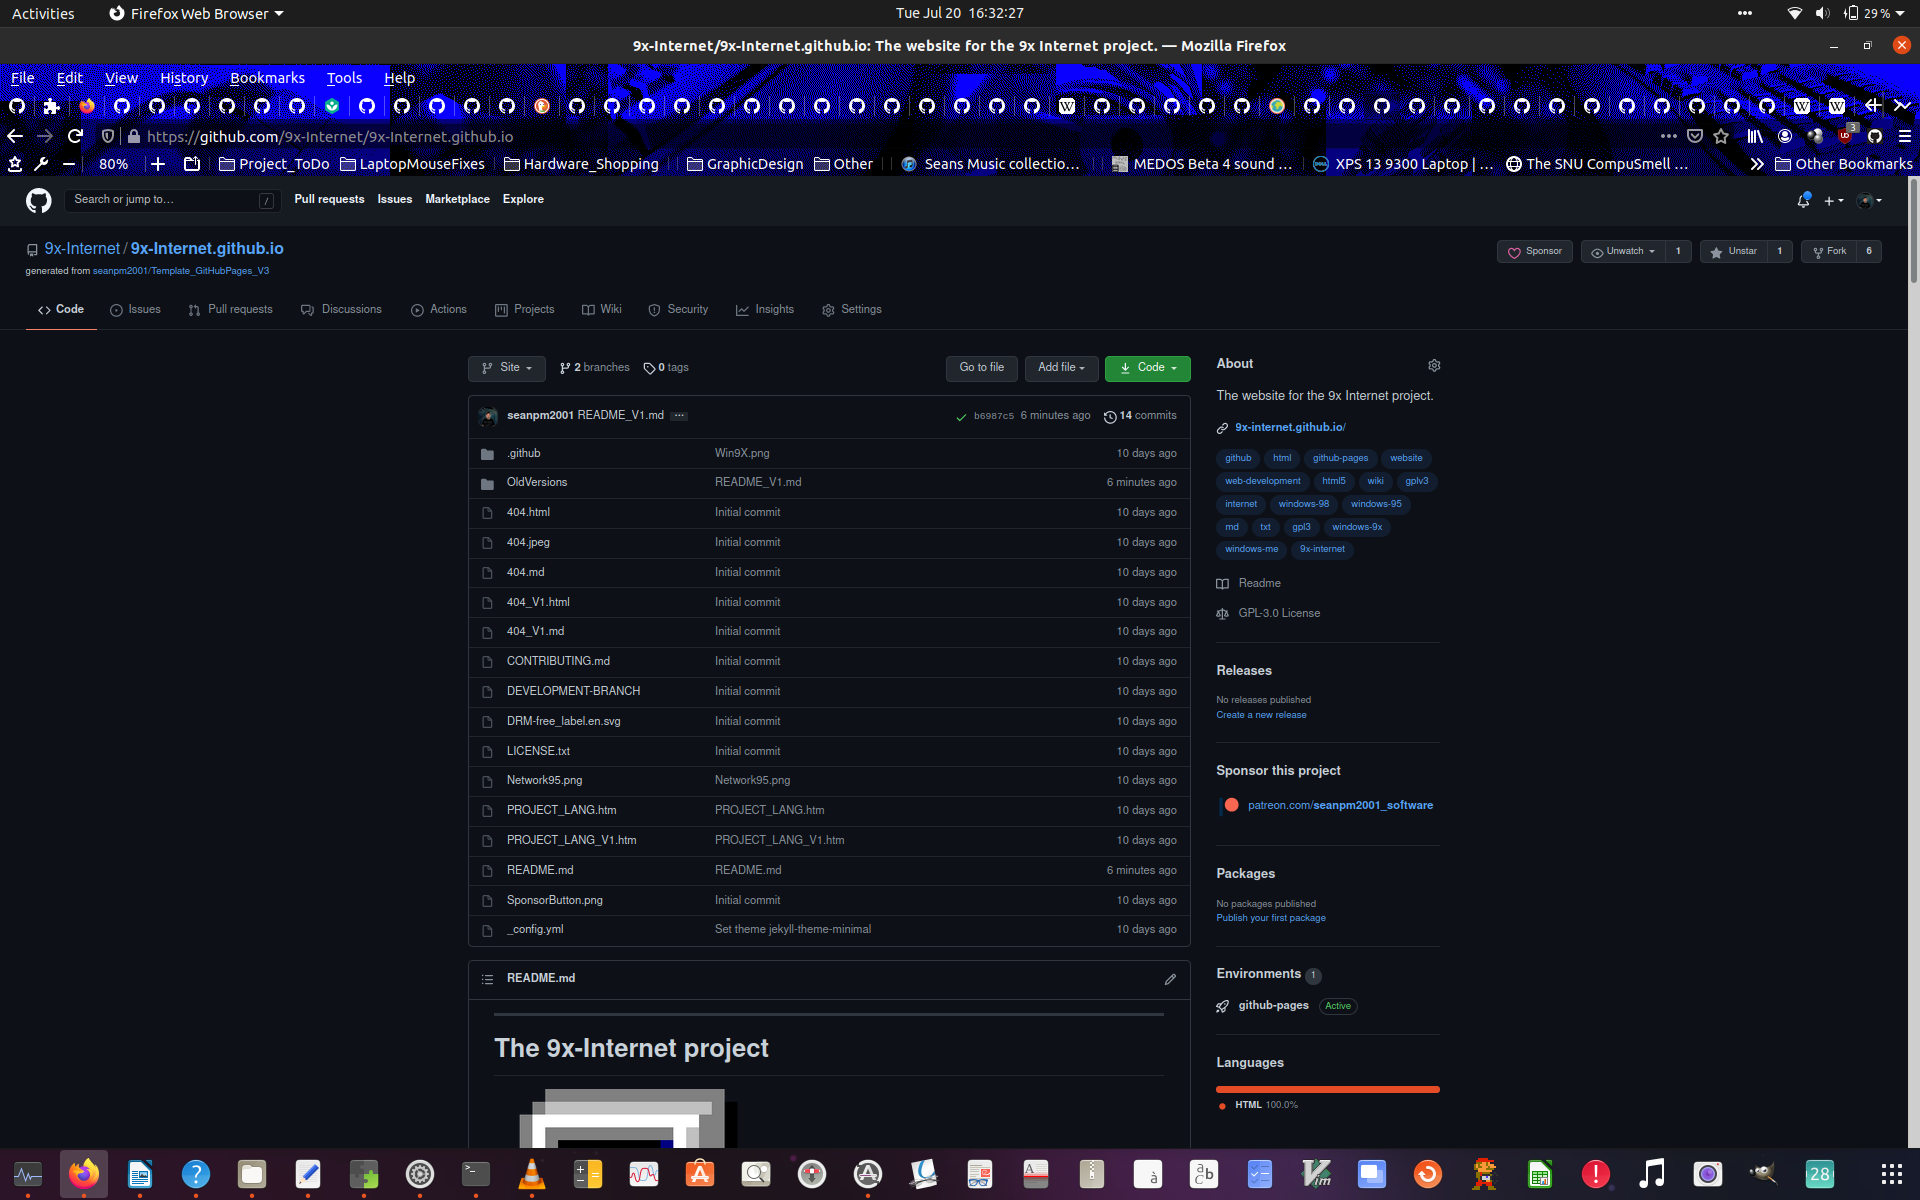 Activities Firefox Web Browser Tue Jul 20 16:32:27 29 %
9x-Internet/9x-Internet.github.io: The website for the 9x Internet project. — Mozilla Firefox
File Edit View History Bookmarks Tools Help
https://github.com/9x-Internet/9x-Internet.github.io 3
80% Project_ToDo LaptopMouseFixes Hardware_Shopping GraphicDesign Other Seans Music collectio… MEDOS Beta 4 sound … XPS 13 9300 Laptop | … The SNU CompuSmell … Other Bookmarks
Search or jump to… / Pull requests Issues Marketplace Explore
9x-Internet / 9x-Internet.github.io Sponsor Unwatch 1 Unstar 1 Fork 6
generated from seanpm2001/Template_GitHubPages_V3
Code Issues Pull requests Discussions Actions Projects Wiki Security Insights Settings
Site 2 branches 0 tags Go to file Add file Code
seanpm2001 README_V1.md ... b6987c5 6 minutes ago 14 commits
.github Win9X.png 10 days ago
OldVersions README_V1.md 6 minutes ago
404.html Initial commit 10 days ago
404.jpeg Initial commit 10 days ago
404.md Initial commit 10 days ago
404_V1.html Initial commit 10 days ago
404_V1.md Initial commit 10 days ago
CONTRIBUTING.md Initial commit 10 days ago
DEVELOPMENT-BRANCH Initial commit 10 days ago
DRM-free_label.en.svg Initial commit 10 days ago
LICENSE.txt Initial commit 10 days ago
Network95.png Network95.png 10 days ago
PROJECT_LANG.htm PROJECT_LANG.htm 10 days ago
PROJECT_LANG_V1.htm PROJECT_LANG_V1.htm 10 days ago
README.md README.md 6 minutes ago
SponsorButton.png Initial commit 10 days ago
_config.yml Set theme jekyll-theme-minimal 10 days ago
README.md
The 9x-Internet project
About
The website for the 9x Internet project.
9x-internet.github.io/
github html github-pages website
web-development html5 wiki gplv3
internet windows-98 windows-95
md txt gpl3 windows-9x
windows-me 9x-internet
Readme
GPL-3.0 License
Releases
No releases published
Create a new release
Sponsor this project
patreon.com/seanpm2001_software
Packages
No packages published
Publish your first package
Environments 1
github-pages Active
Languages
HTML 100.0%
28